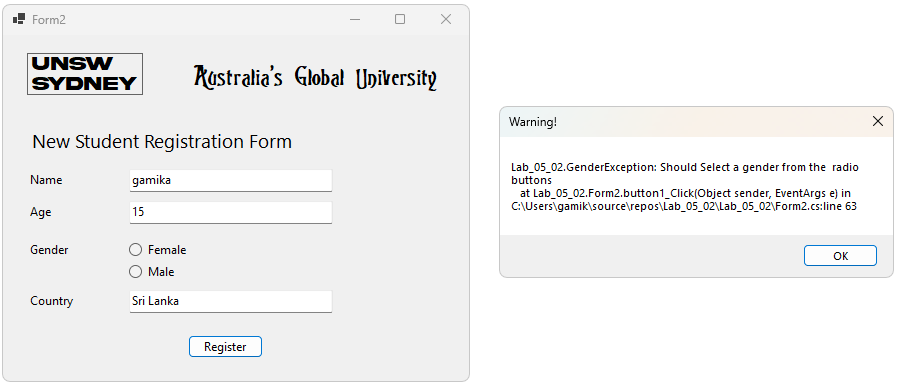 Form2
UNSW
SYDNEY
Australia's Global University
New Student Registration Form
Name
gamika
Age
15
Gender
Female
Male
Country
Sri Lanka
Register
Warning!
Lab_05_02.GenderException: Should Select a gender from the  radio
buttons
   at Lab_05_02.Form2.button1_Click(Object sender, EventArgs e) in
C:\Users\gamik\source\repos\Lab_05_02\Lab_05_02\Form2.cs:line 63
OK